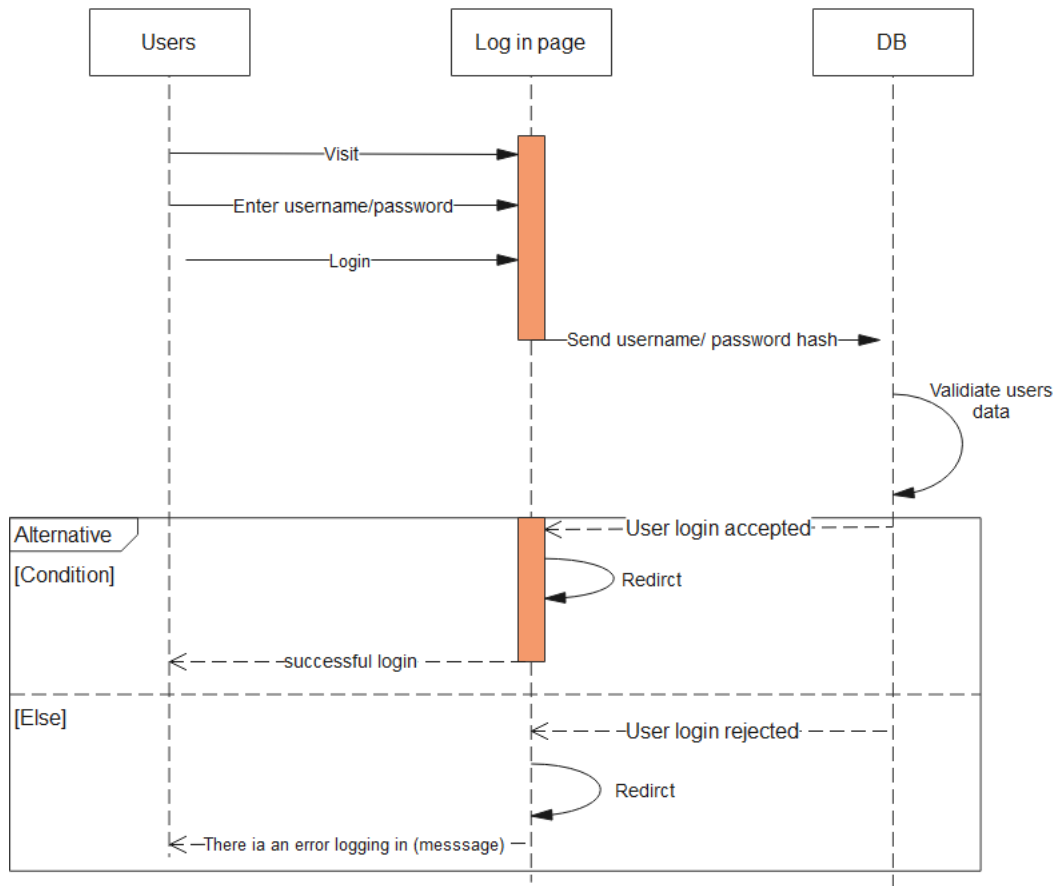 Users
Log in page
DB
Visit
Enter username/password
Login
Send username/ password hash
Validiate users
data
Alternative
User login accepted
[Condition]
Redirct
successful login
[Else]
User login rejected
Redirct
There ia an error logging in (messsage)